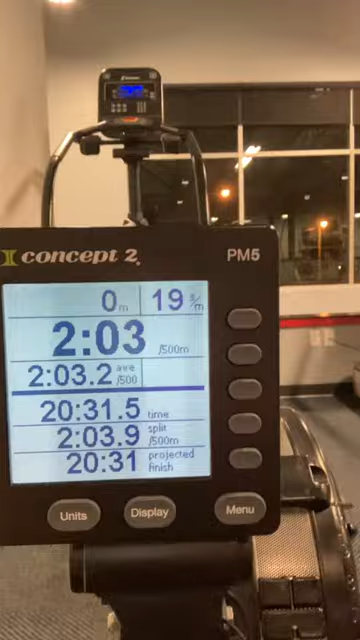 concept 2.
PM5
0m 19 s/m
2:03 /500m
2:03.2 ave /500
20:31.5 time
2:03.9 split /500m
20:31 projected finish
Units Display Menu